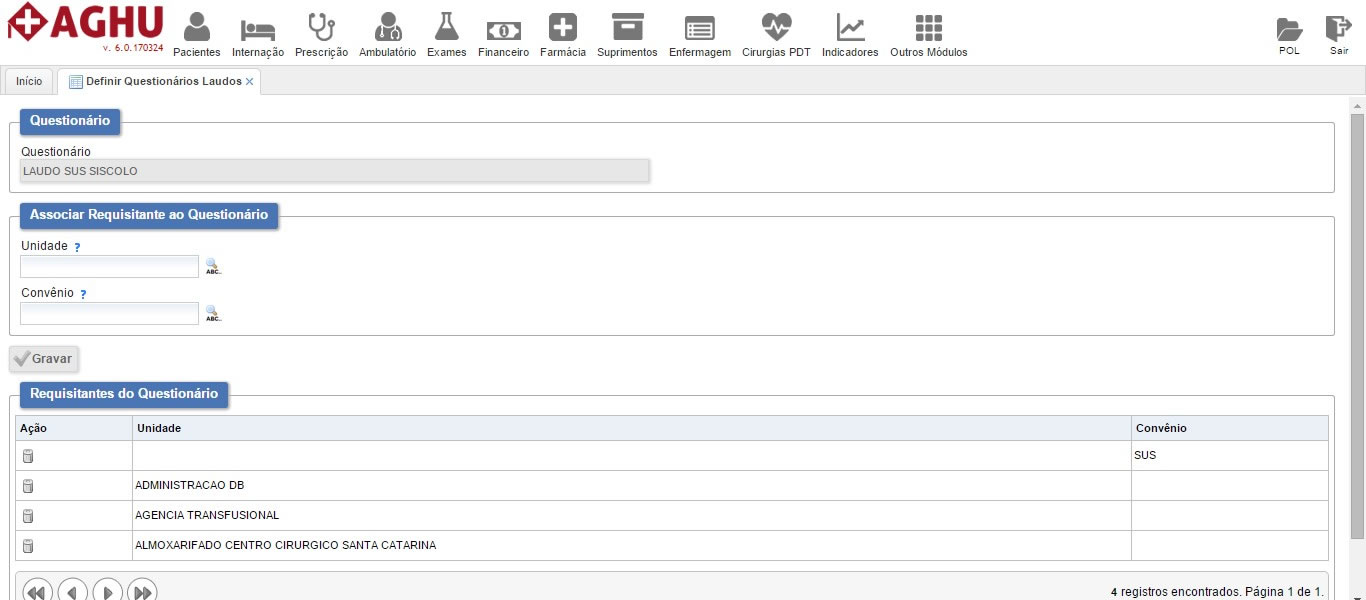 AGHU
v. 6.0.170324
Pacientes Internação Prescrição Ambulatório Exames Financeiro Farmácia Suprimentos Enfermagem Cirurgias PDT Indicadores Outros Módulos POL Sair
Início Definir Questionários Laudos
Questionário
Questionário
LAUDO SUS SISCOLO
Associar Requisitante ao Questionário
Unidade ?
ABC..
Convênio ?
ABC..
Gravar
Requisitantes do Questionário
Ação Unidade Convênio
SUS
ADMINISTRACAO DB
AGENCIA TRANSFUSIONAL
ALMOXARIFADO CENTRO CIRURGICO SANTA CATARINA
4 registros encontrados. Página 1 de 1.